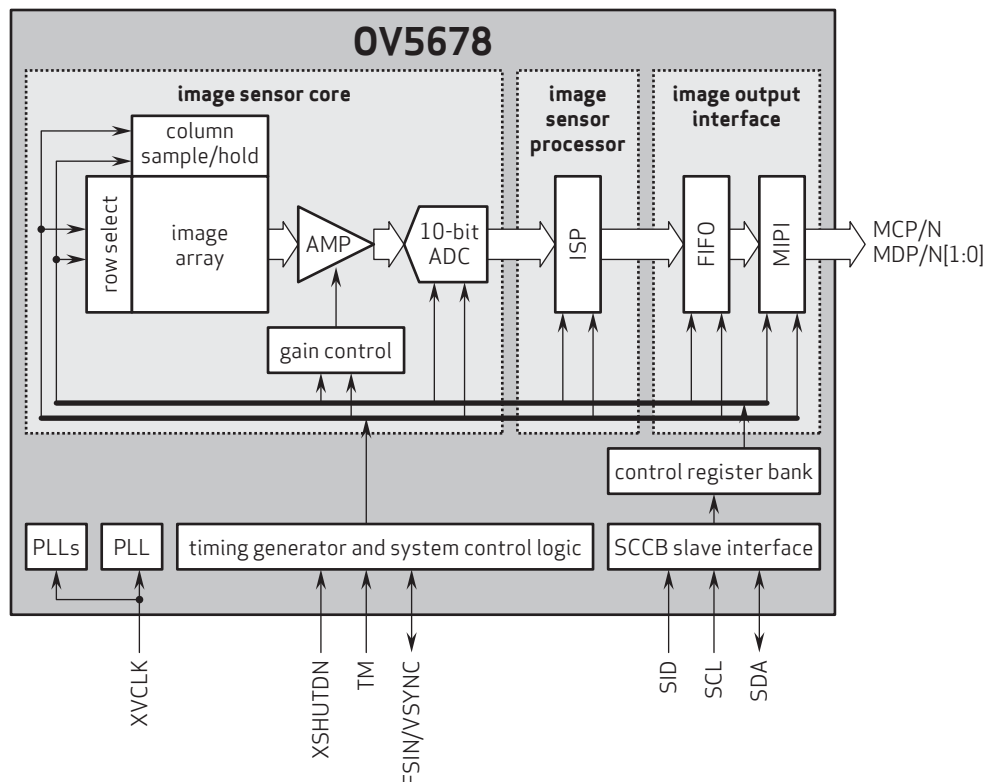 OV5678
image sensor core
image
sensor
processor
image output
interface
column
sample/hold
row select
image
array
AMP
10-bit
ADC
ISP
FIFO
MIPI
MCP/N
MDP/N[1:0]
gain control
control register bank
PLLs
PLL
timing generator and system control logic
SCCB slave interface
XVCLK
XSHUTDN
TM
FSIN/VSYNC
SID
SCL
SDA